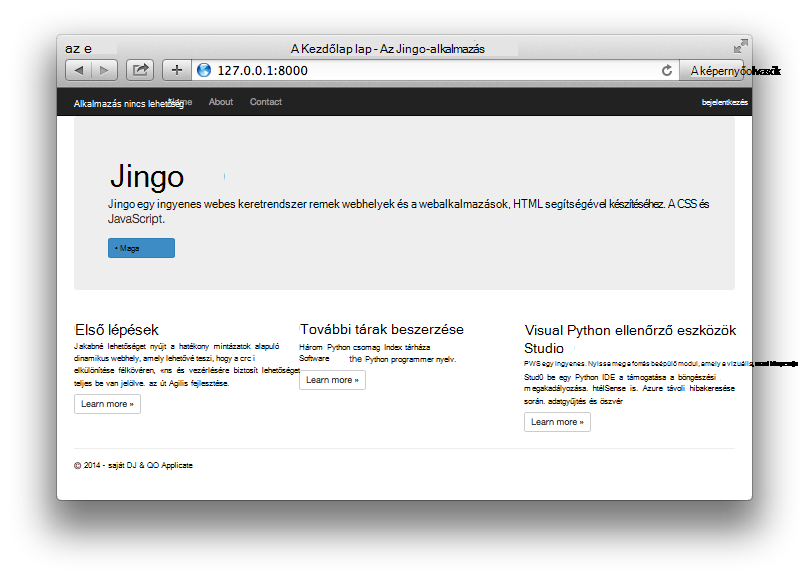 az e
A Kezdőlap lap - Az Jingo-alkalmazás
127.0.0.1:8000
A képernyőolvasók
Alkalmazás nincs lehetőség
Home
About
Contact
bejelentkezés
Jingo
Jingo egy ingyenes webes keretrendszer remek webhelyek és a webalkalmazások, HTML segítségével készítéséhez. A CSS és
JavaScript.
• Maga
Első lépések
Jakabné lehetőséget nyújt a hatékony mintázatok alapuló
dinamikus webhely, amely lehetővé teszi, hogy a crc i
elkülönítése félkövéren, «ns és vezérlésére biztosít lehetőséget
teljes be van jelölve. az út Agilis fejlesztése.
Learn more »
További tárak beszerzése
Három Python csomag Index tárháza
Software the Python programmer nyelv.
Learn more »
Visual Python ellenőrző eszközök
Studio
PWS egy ingyenes. Nyissa meg a forrás beépülő modul, amely a vizuális
Stud0 be egy Python IDE a támogatása a böngészési
megakadályozása. htélSense is. Azure távoli hibakeresése
során. adatgyűjtés és öszvér
Learn more »
© 2014 - saját DJ & QO Applicate